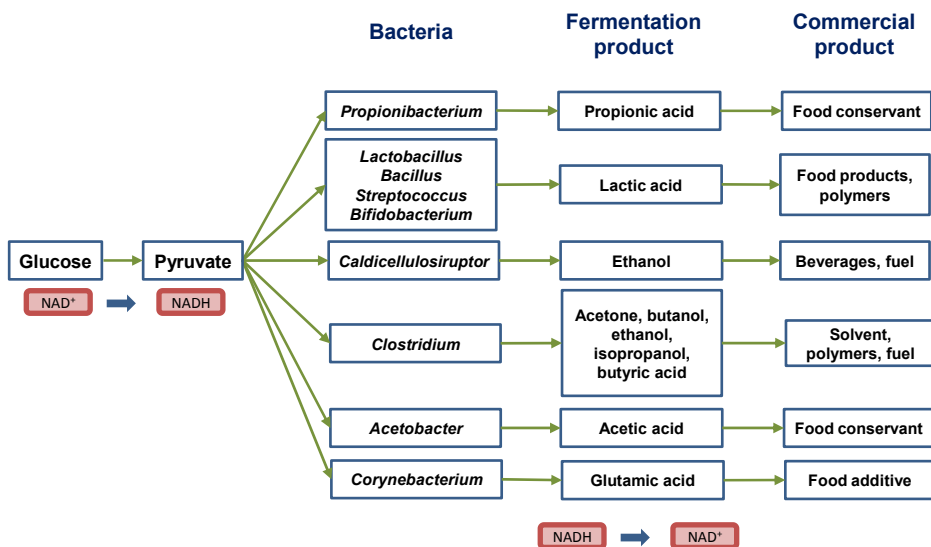 Bacteria
Fermentation
product
Commercial
product
Propionibacterium
Propionic acid
Food conservant
Lactobacillus
Bacillus
Streptococcus
Bifidobacterium
Lactic acid
Food products,
polymers
Glucose
Pyruvate
Caldicellulosiruptor
Ethanol
Beverages, fuel
NAD⁺
NADH
Clostridium
Acetone, butanol,
ethanol,
isopropanol,
butyric acid
Solvent,
polymers, fuel
Acetobacter
Acetic acid
Food conservant
Corynebacterium
Glutamic acid
Food additive
NADH
NAD⁺